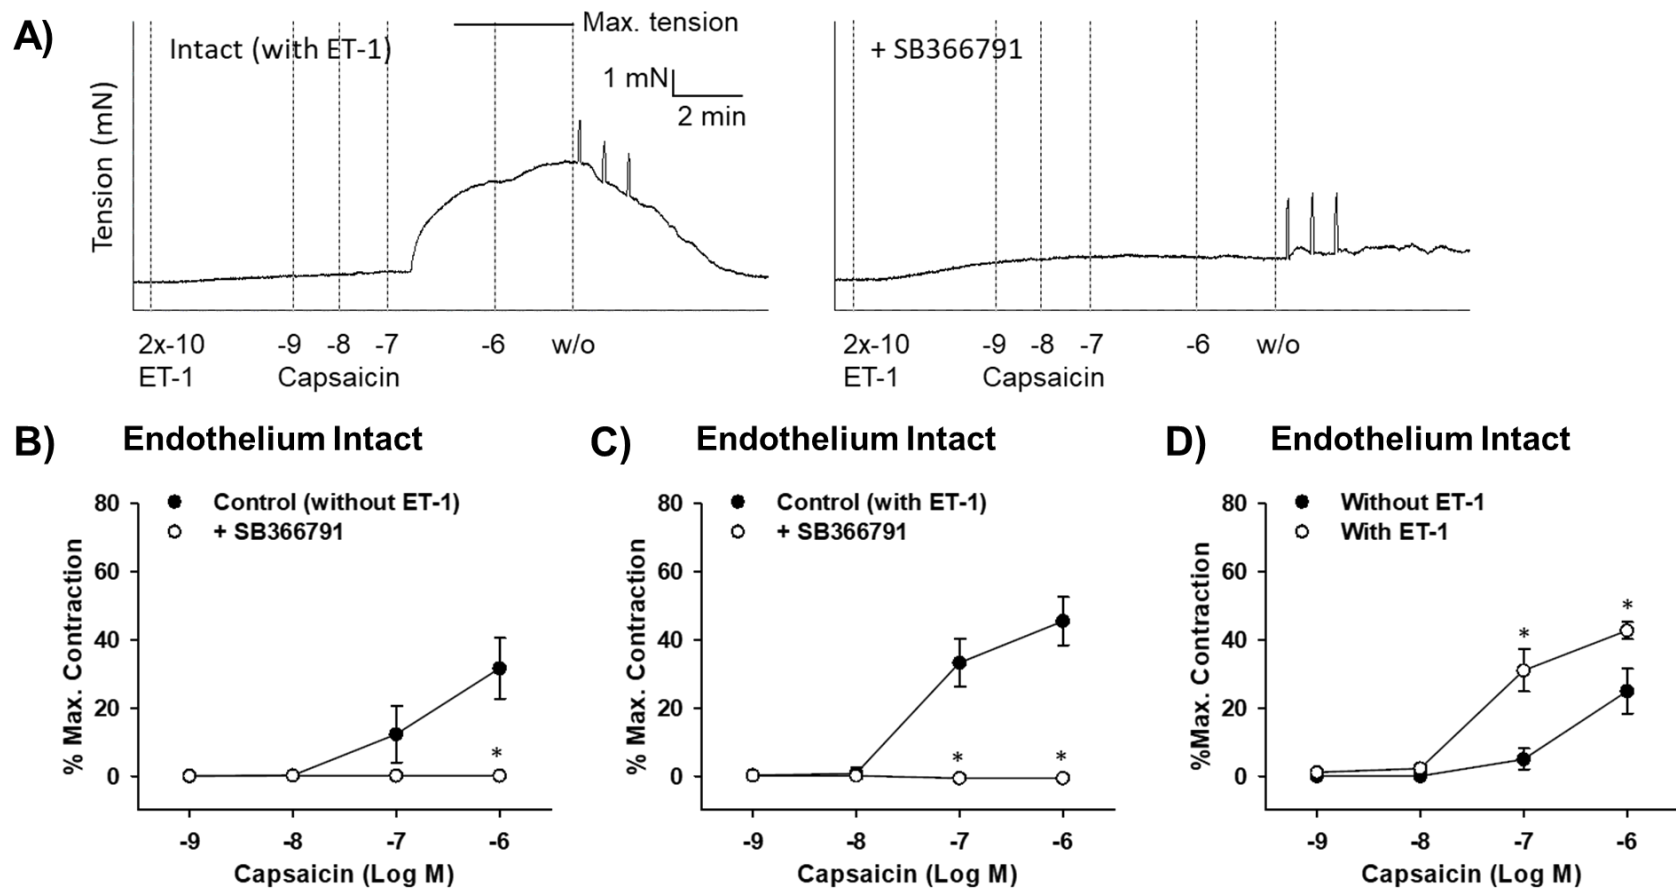 A)
Intact (with ET-1)
Max. tension
1 mN
2 min
+ SB366791
Tension (mN)
2x-10 -9 -8 -7 -6 w/o
ET-1 Capsaicin
2x-10 -9 -8 -7 -6 w/o
ET-1 Capsaicin
B) Endothelium Intact
Control (without ET-1)
+ SB366791
% Max. Contraction
80
60
40
20
0
*
-9 -8 -7 -6
Capsaicin (Log M)
C) Endothelium Intact
Control (with ET-1)
+ SB366791
% Max. Contraction
80
60
40
20
0
* *
-9 -8 -7 -6
Capsaicin (Log M)
D) Endothelium Intact
Without ET-1
With ET-1
%Max. Contraction
80
60
40
20
0
* *
-9 -8 -7 -6
Capsaicin (Log M)